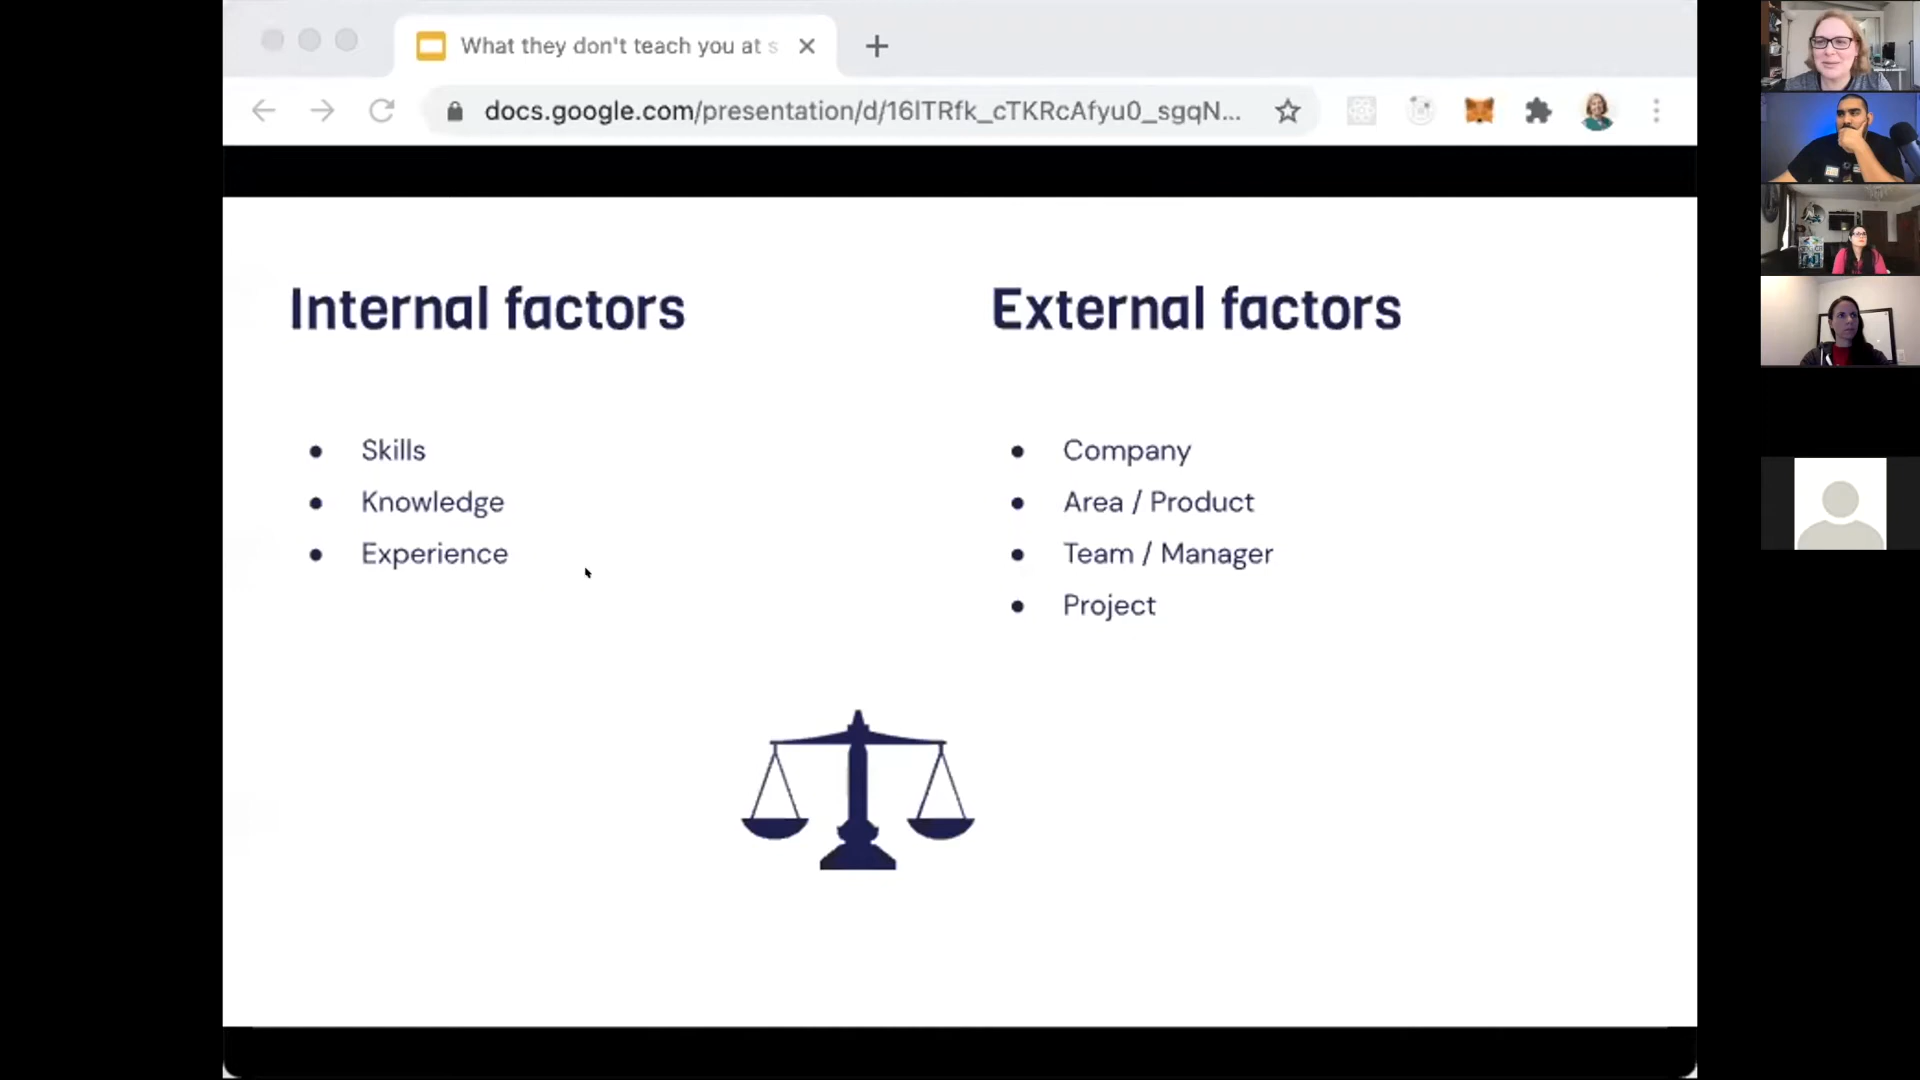 What they don't teach you at s
docs.google.com/presentation/d/16lTRfk_cTKRcAfyu0_sgqN...
Internal factors
• Skills
• Knowledge
• Experience
External factors
• Company
• Area / Product
• Team / Manager
• Project